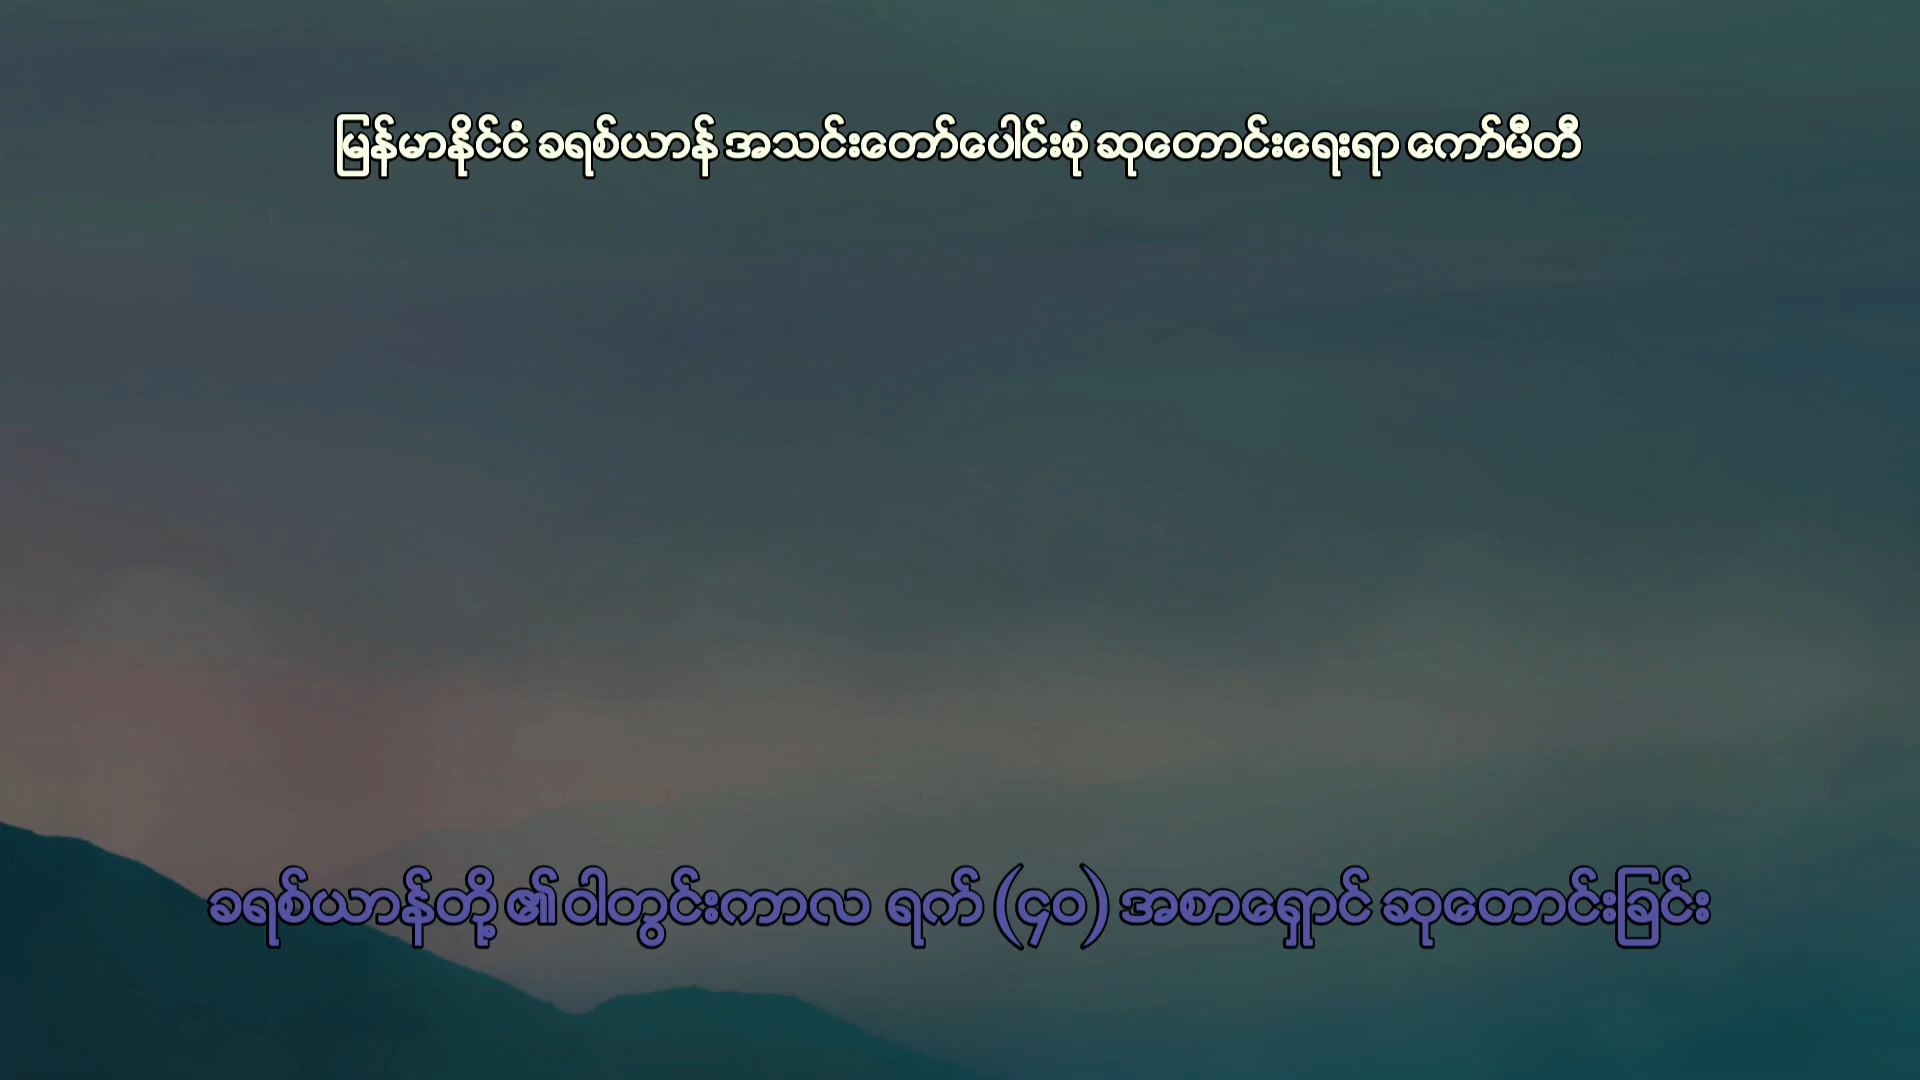 မြန်မာနိုင်ငံ ခရစ်ယာန် အသင်းတော်ပေါင်းစုံ ဆုတောင်းရေးရာ ကော်မီတီ
ခရစ်ယာန်တို့ ၏ ဝါတွင်းကာလ ရက် (၄၀) အစာရှောင် ဆုတောင်းခြင်း